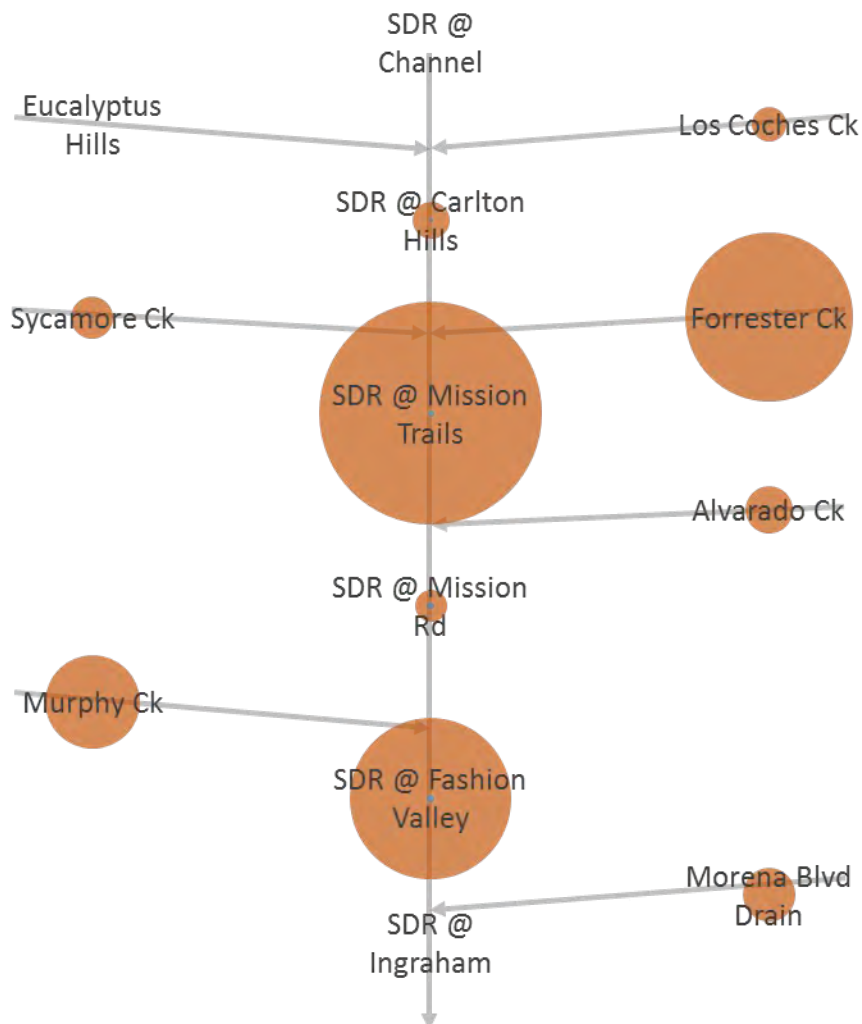 SDR @
Channel
Eucalyptus
Hills
Los Coches Ck
SDR @ Carlton
Hills
Sycamore Ck
Forrester Ck
SDR @ Mission
Trails
Alvarado Ck
SDR @ Mission
Rd
Murphy Ck
SDR @ Fashion
Valley
Morena Blvd
Drain
SDR @
Ingraham